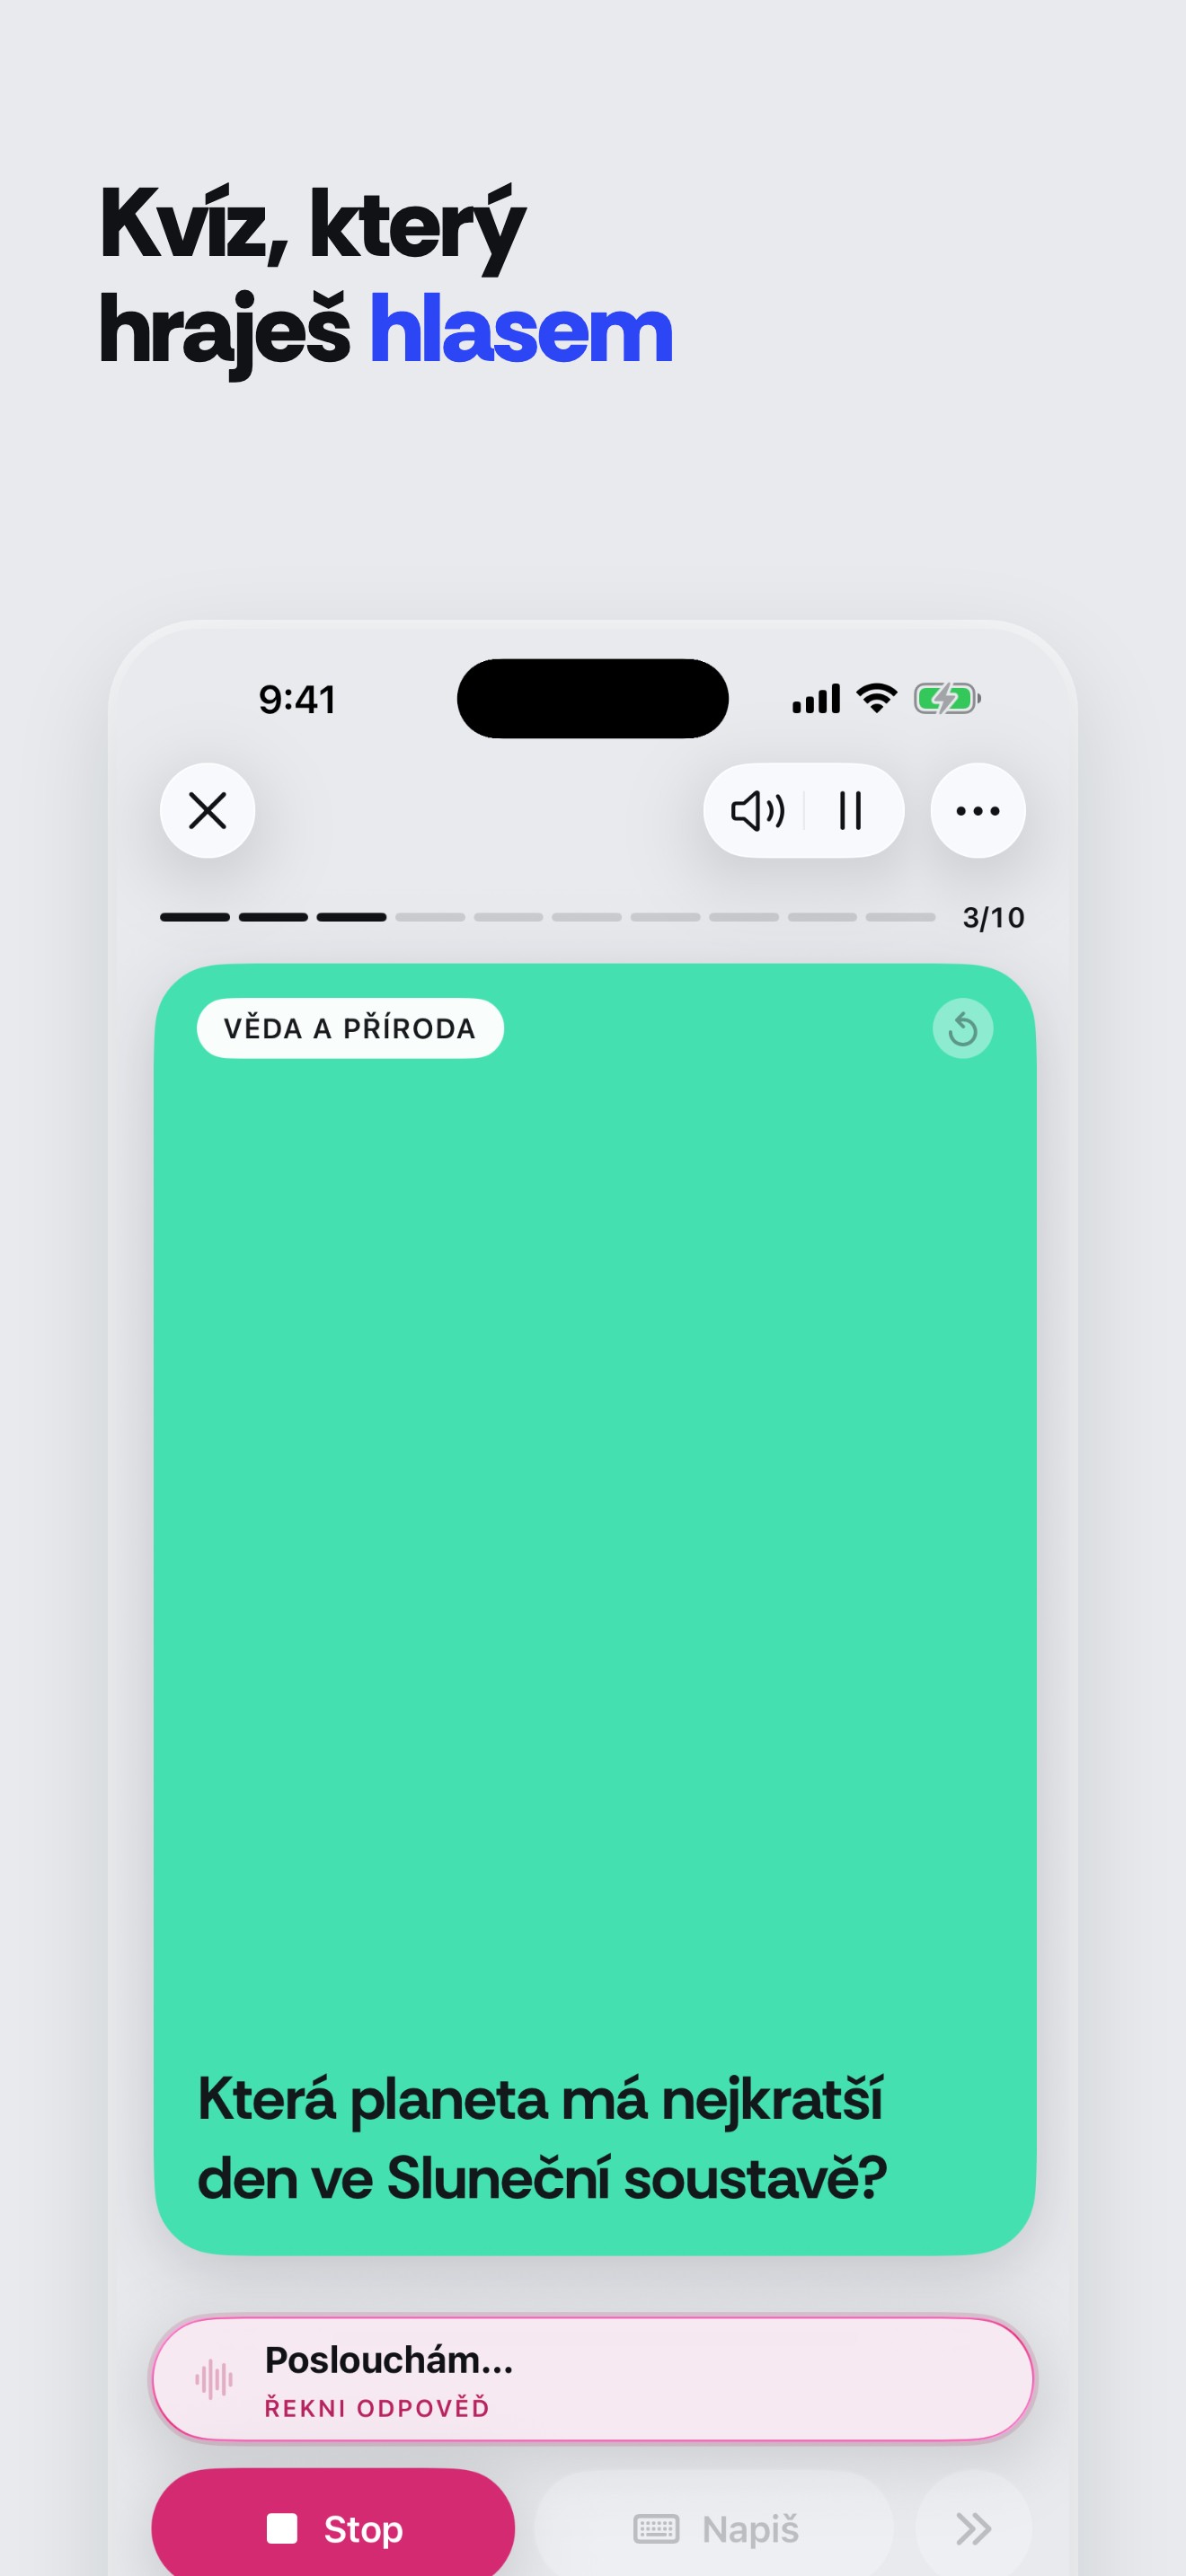 Kvíz, který
hraješ hlasem
9:41
3/10
VĚDA A PŘÍRODA
Která planeta má nejkratší
den ve Sluneční soustavě?
Poslouchám...
ŘEKNI ODPOVĚĎ
Stop
Napiš